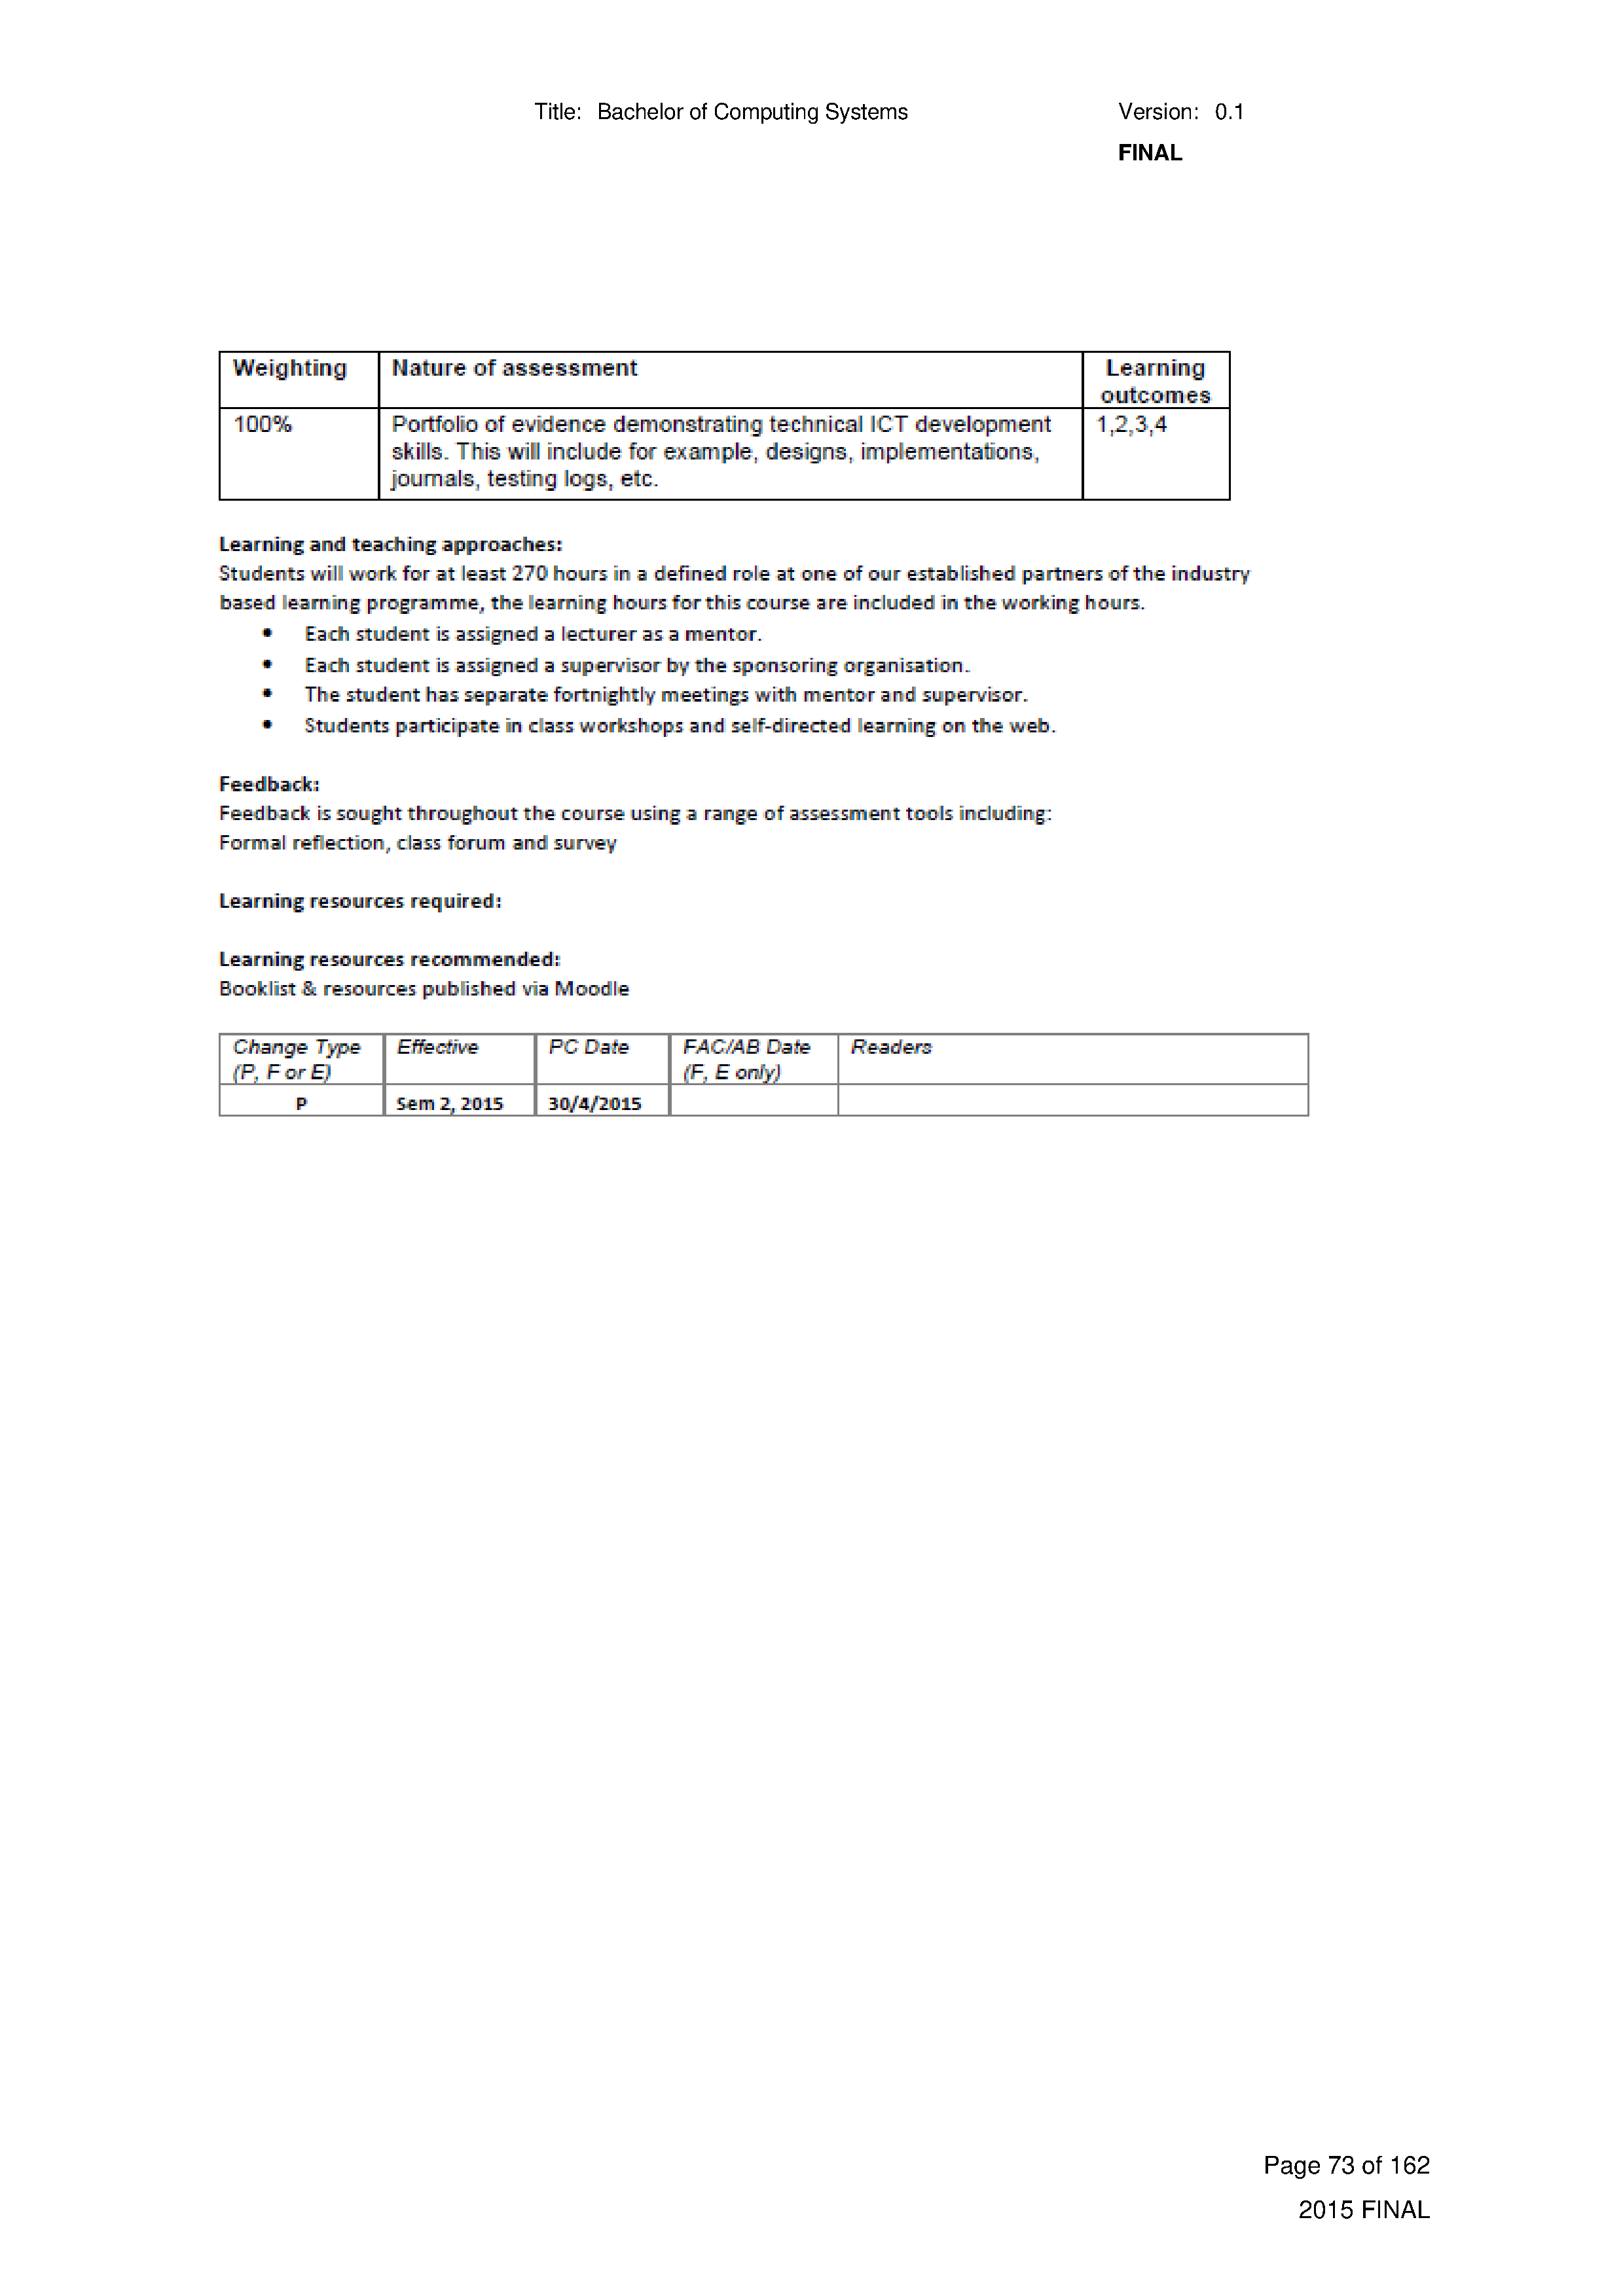 Title: Bachelor of Computing Systems Version: 0.1
FINAL
Weighting Nature of assessment Learning outcomes
100% Portfolio of evidence demonstrating technical ICT development 1,2,3,4
skills. This will include for example, designs, implementations,
journals, testing logs, etc.
Learning and teaching approaches:
Students will work for at least 270 hours in a defined role at one of our established partners of the industry
based learning programme, the learning hours for this course are included in the working hours.
• Each student is assigned a lecturer as a mentor.
• Each student is assigned a supervisor by the sponsoring organisation.
• The student has separate fortnightly meetings with mentor and supervisor.
• Students participate in class workshops and self-directed learning on the web.
Feedback:
Feedback is sought throughout the course using a range of assessment tools including:
Formal reflection, class forum and survey
Learning resources required:
Learning resources recommended:
Booklist & resources published via Moodle
Change Type Effective PC Date FAC/AB Date Readers
(P, F or E) (F, E only)
P Sem 2, 2015 30/4/2015
Page 73 of 162
2015 FINAL